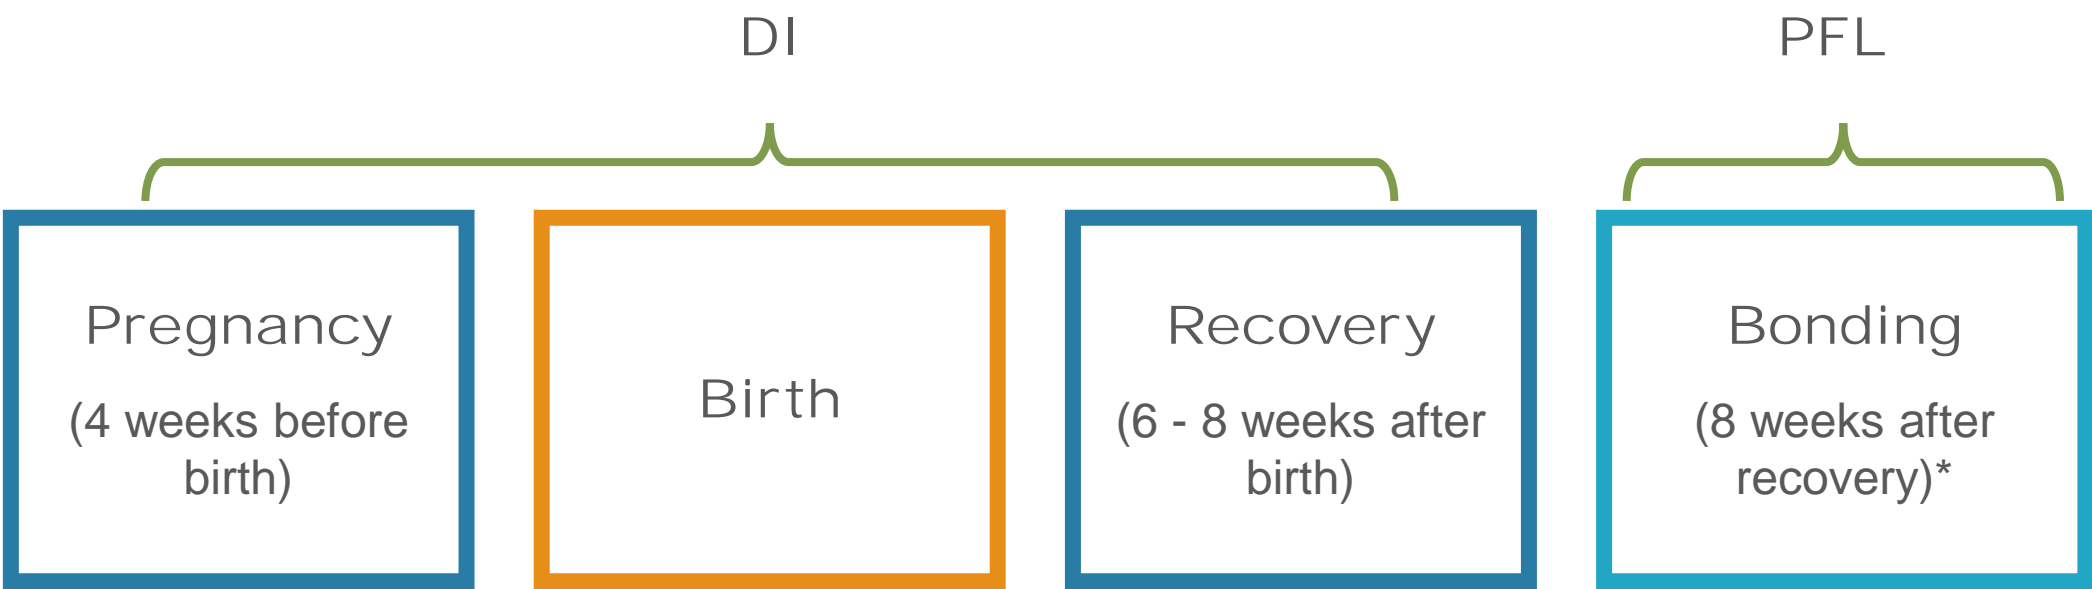 DI
PFL
Pregnancy
(4 weeks before
birth)
Birth
Recovery
(6 - 8 weeks after
birth)
Bonding
(8 weeks after
recovery)*